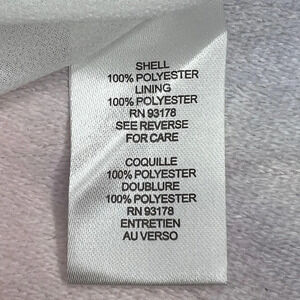 SHELL
100% POLYESTER
LINING
100% POLYESTER
RN 93178
SEE REVERSE
FOR CARE
COQUILLE
100% POLYESTER
DOUBLURE
100% POLYESTER
RN 93178
ENTRETIEN
AU VERSO